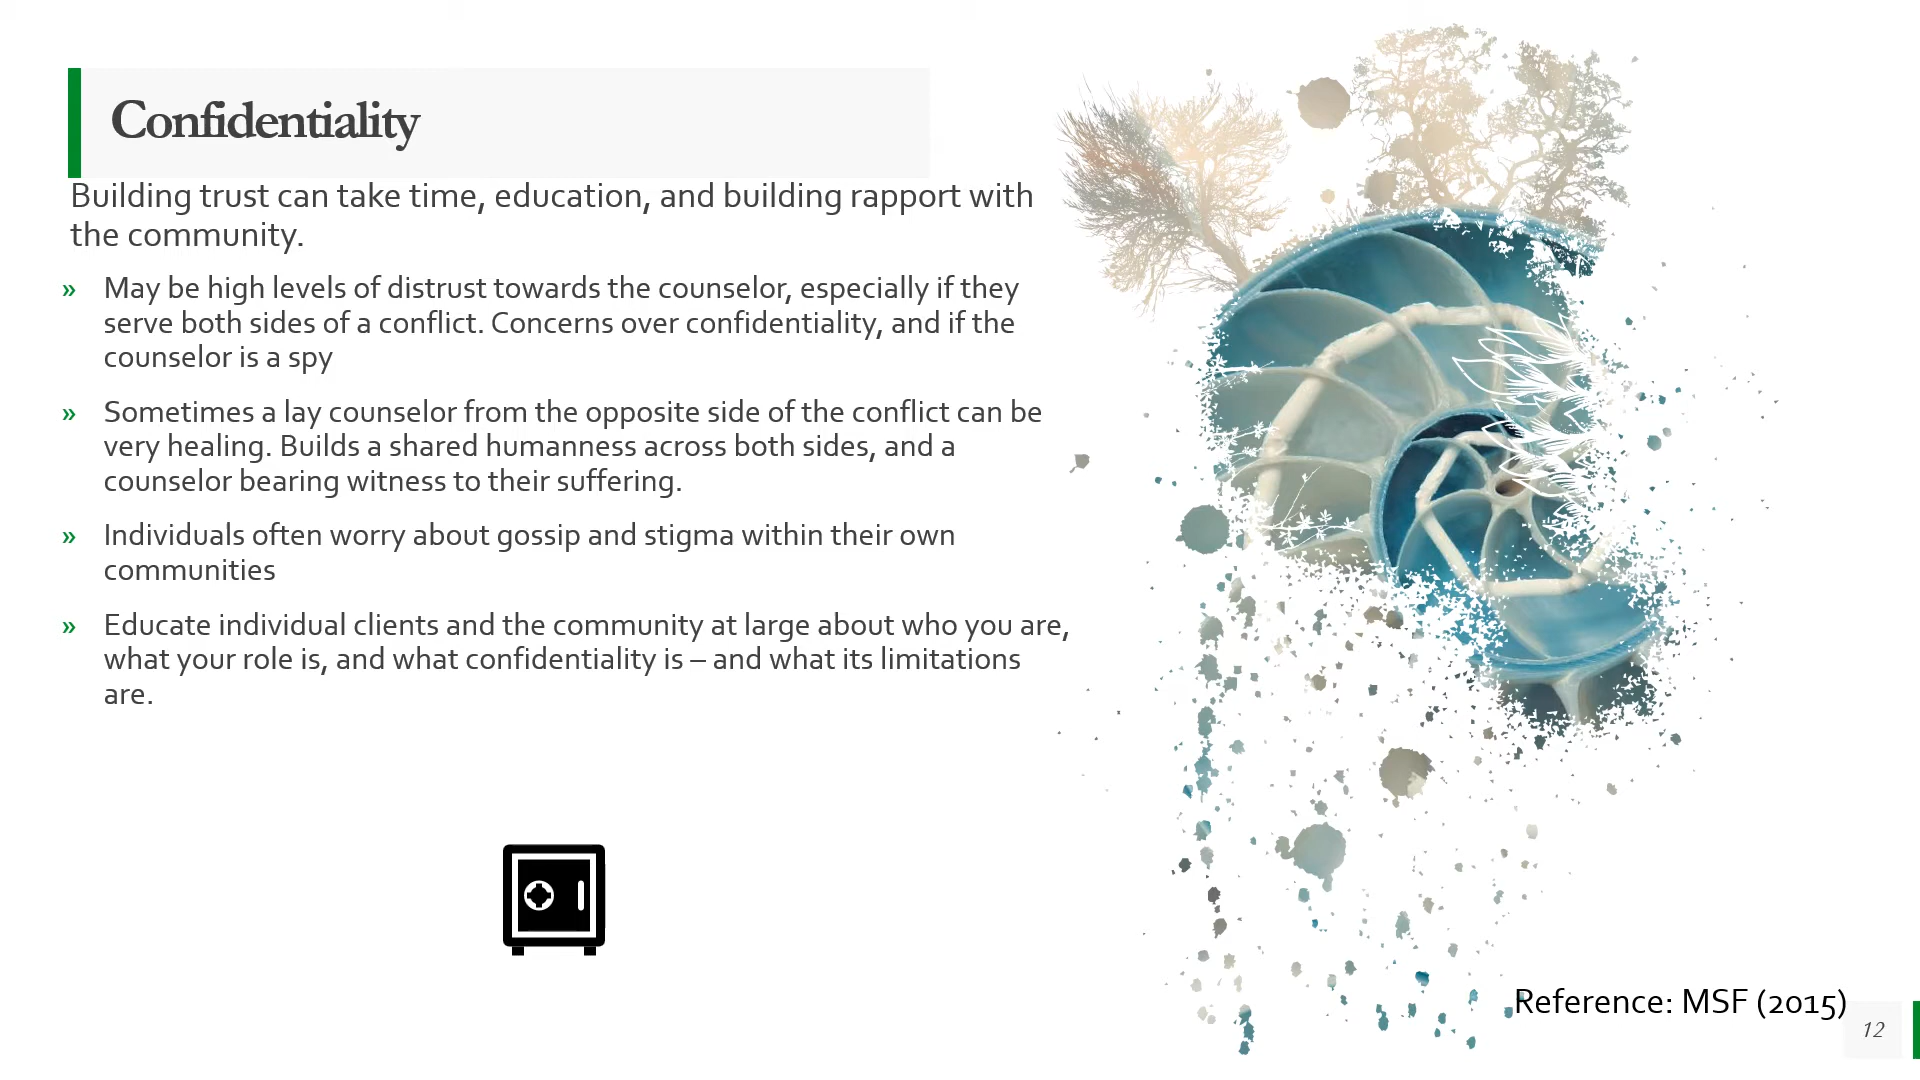 Confidentiality
Building trust can take time, education, and building rapport with
the community.
» May be high levels of distrust towards the counselor, especially if they
serve both sides of a conflict. Concerns over confidentiality, and if the
counselor is a spy
» Sometimes a lay counselor from the opposite side of the conflict can be
very healing. Builds a shared humanness across both sides, and a
counselor bearing witness to their suffering.
» Individuals often worry about gossip and stigma within their own
communities
» Educate individual clients and the community at large about who you are,
what your role is, and what confidentiality is – and what its limitations
are.
Reference: MSF (2015)
12